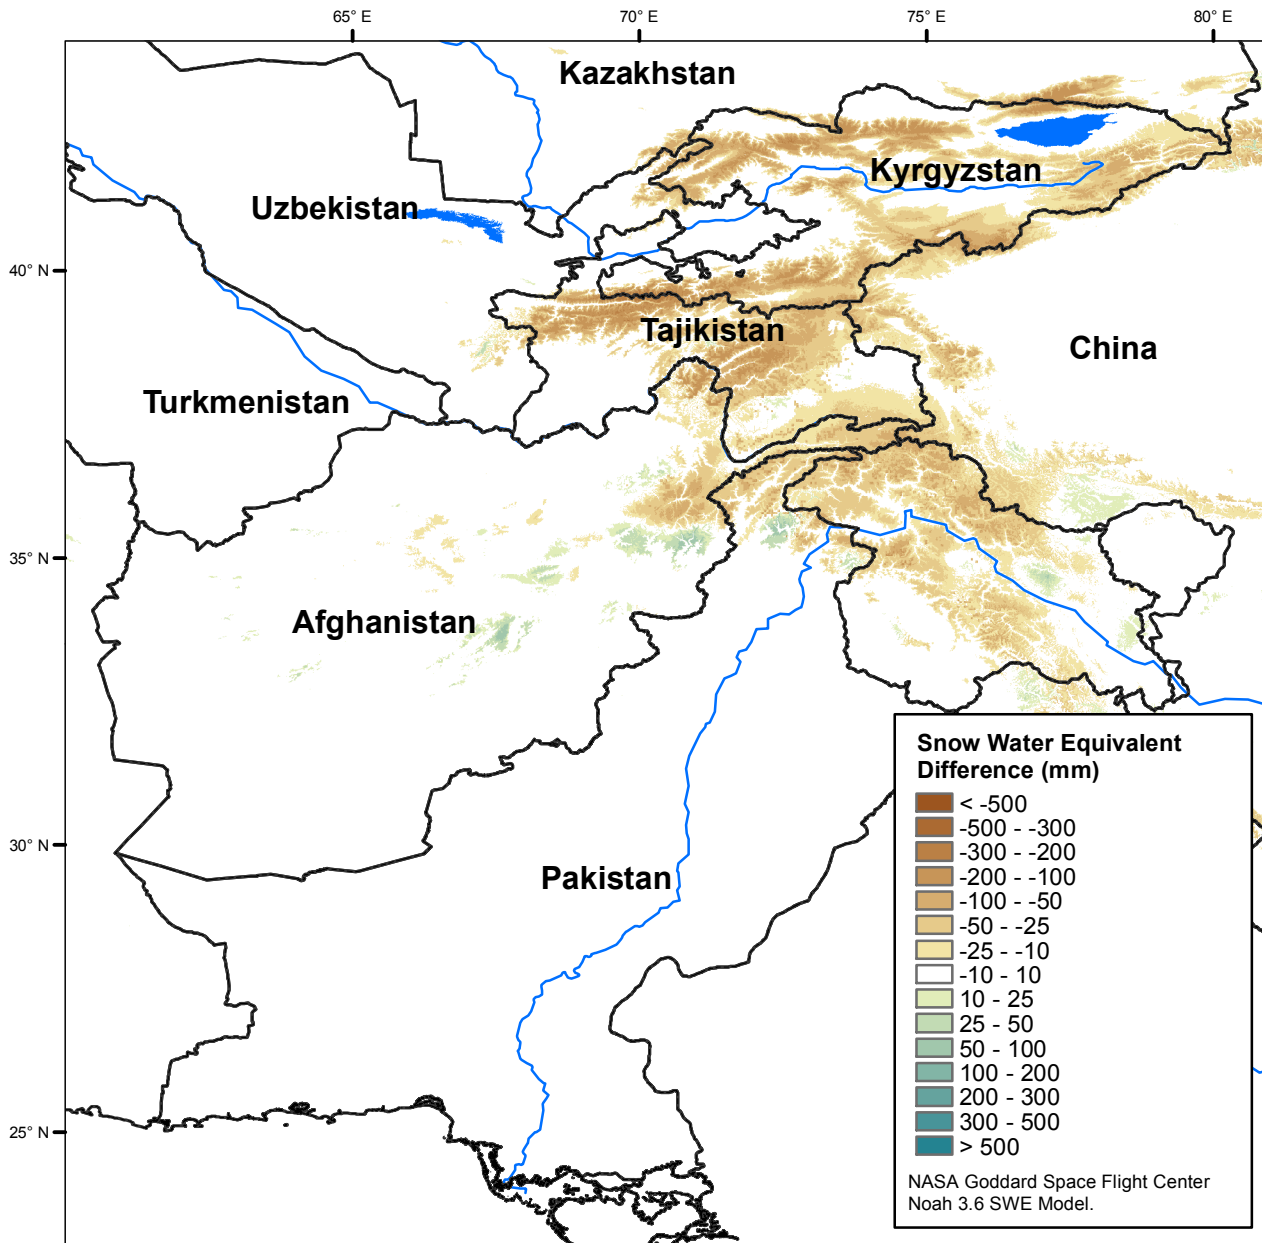 65° E
70° E
75° E
80° E
Kazakhstan
Kyrgyzstan
Uzbekistan
40° N
Tajikistan
China
Turkmenistan
35° N
Afghanistan
Snow Water Equivalent
Difference (mm)
< -500
-500 - -300
-300 - -200
-200 - -100
-100 - -50
-50 - -25
-25 - -10
-10 - 10
10 - 25
25 - 50
50 - 100
100 - 200
200 - 300
300 - 500
> 500
NASA Goddard Space Flight Center
Noah 3.6 SWE Model.
30° N
Pakistan
25° N